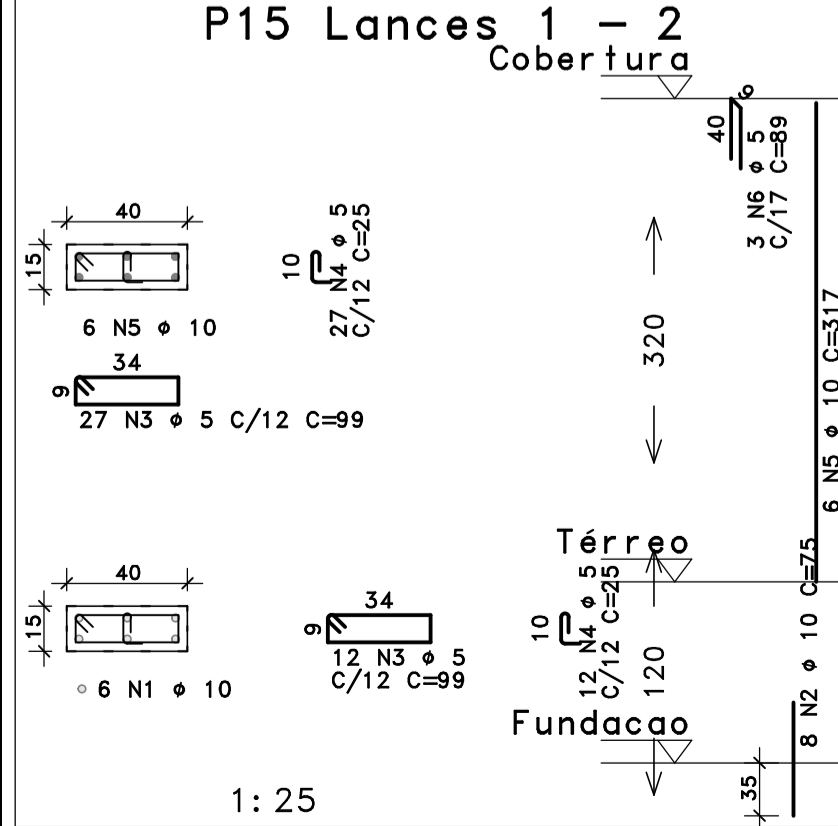 P15 Lances 1 - 2
Cobertura
6
40
3 N6 ϕ 5
C/17 C=89
40
15
6 N5 ϕ 10
10
27 N4 ϕ 5
C/12 C=25
34
9
27 N3 ϕ 5 C/12 C=99
320
6 N5 ϕ 10 C=317
Térreo
40
15
6 N1 ϕ 10
34
9
12 N3 ϕ 5
C/12 C=99
10
12 N4 ϕ 5
C/12 C=25
120
8 N2 ϕ 10 C=75
Fundacao
35
1:25